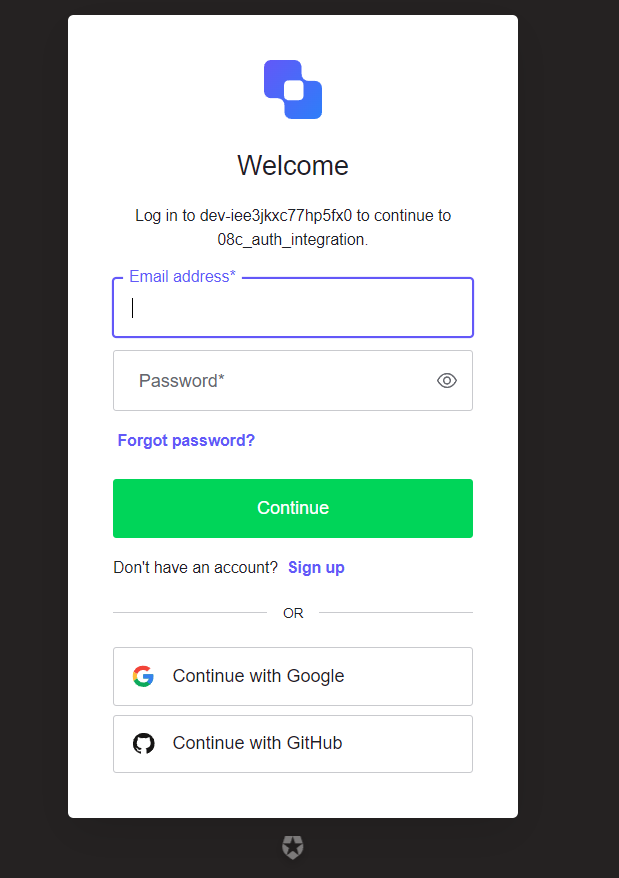 Welcome
Log in to dev-iee3jkxc77hp5fx0 to continue to
08c_auth_integration.
Email address*
Password*
Forgot password?
Continue
Don't have an account? Sign up
OR
Continue with Google
Continue with GitHub